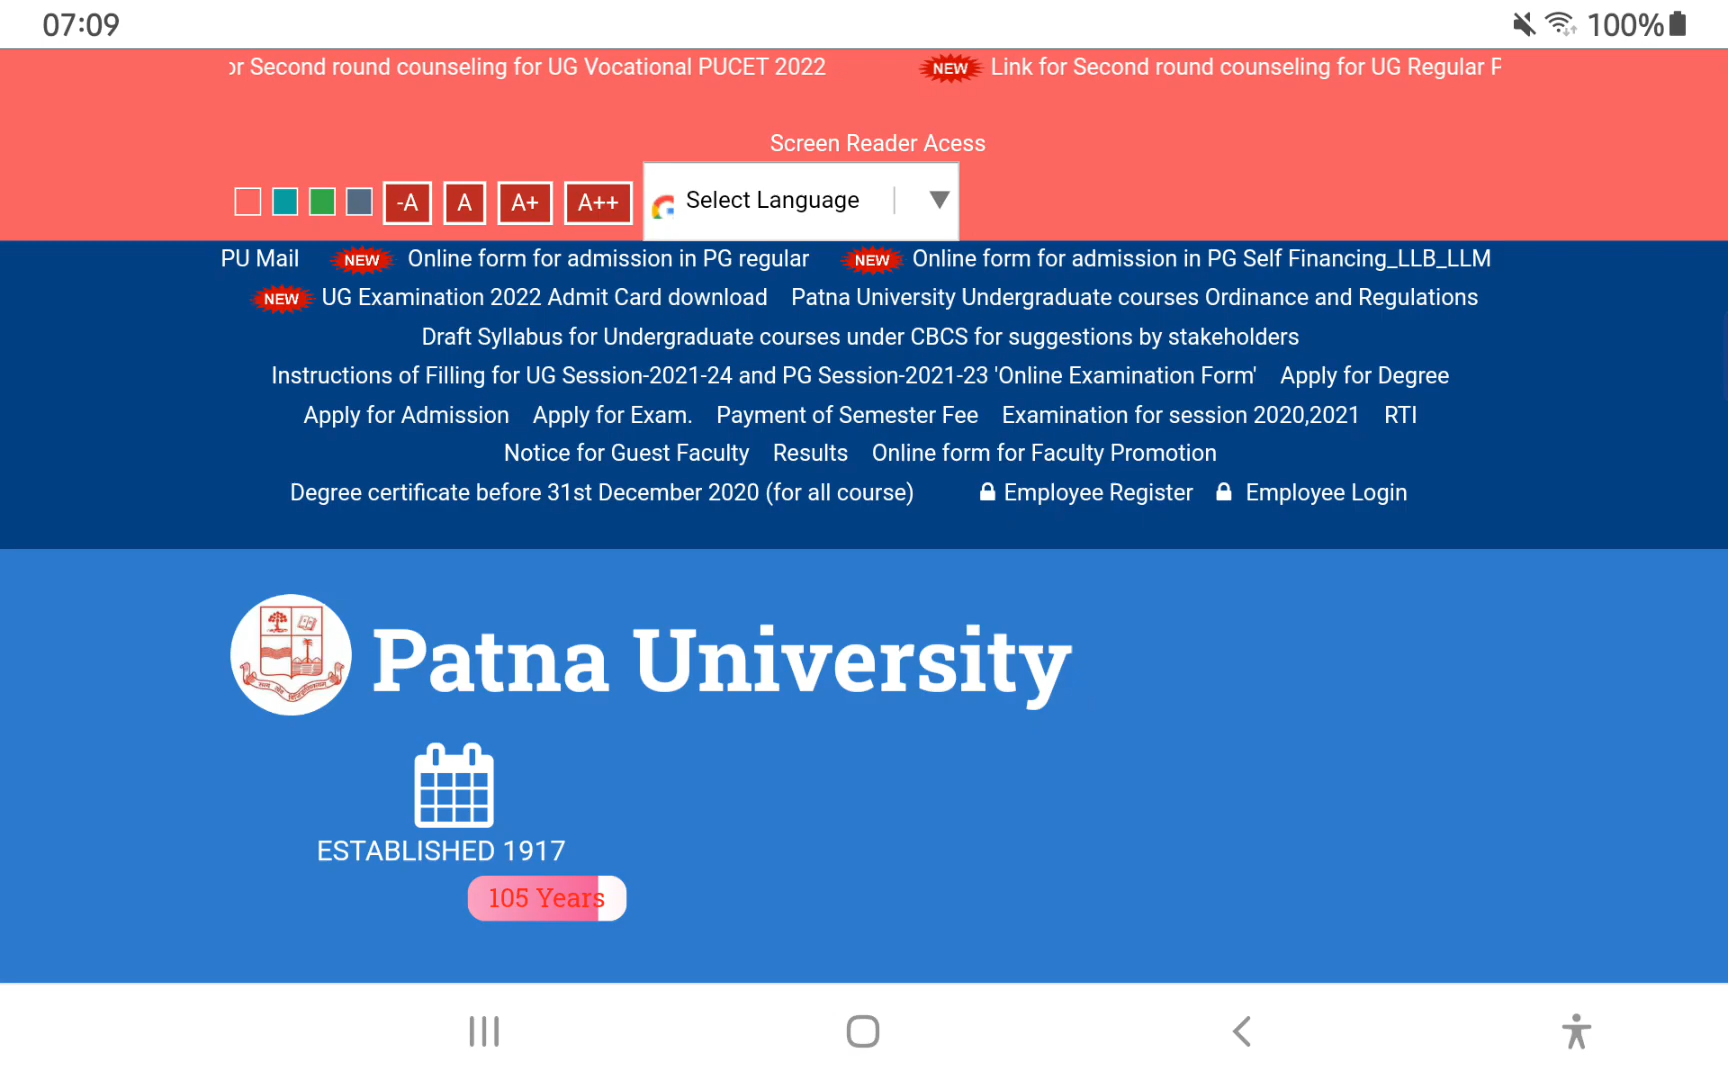 07:09 100%
or Second round counseling for UG Vocational PUCET 2022 NEW Link for Second round counseling for UG Regular P
Screen Reader Acess
-A A A+ A++ Select Language
PU Mail NEW Online form for admission in PG regular NEW Online form for admission in PG Self Financing_LLB_LLM
NEW UG Examination 2022 Admit Card download Patna University Undergraduate courses Ordinance and Regulations
Draft Syllabus for Undergraduate courses under CBCS for suggestions by stakeholders
Instructions of Filling for UG Session-2021-24 and PG Session-2021-23 'Online Examination Form' Apply for Degree
Apply for Admission Apply for Exam. Payment of Semester Fee Examination for session 2020,2021 RTI
Notice for Guest Faculty Results Online form for Faculty Promotion
Degree certificate before 31st December 2020 (for all course) Employee Register Employee Login
Patna University
ESTABLISHED 1917
105 Years